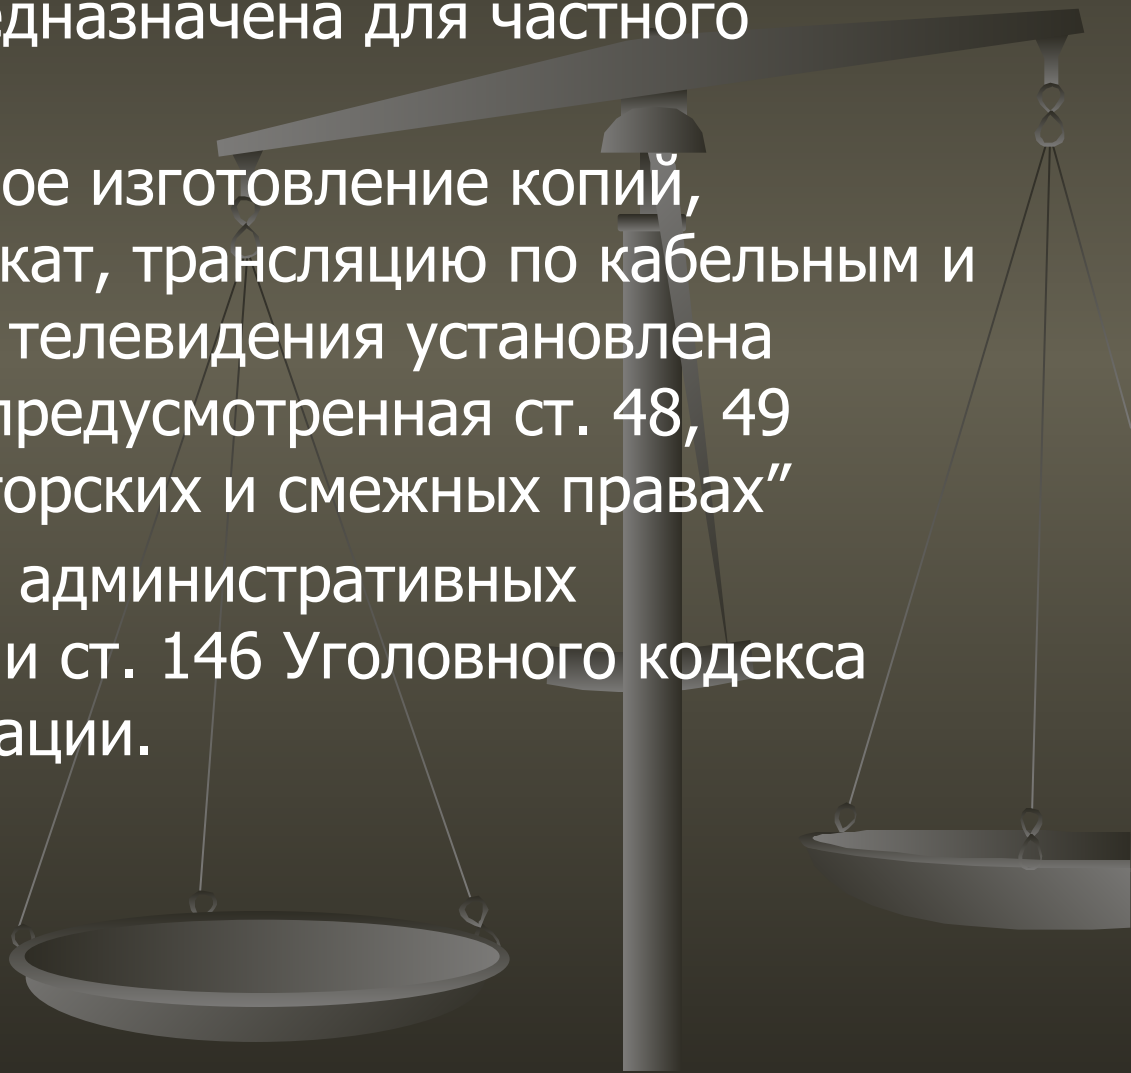 едназначена для частного
ое изготовление копий,
кат, трансляцию по кабельным и
телевидения установлена
предусмотренная ст. 48, 49
торских и смежных правах”
административных
и ст. 146 Уголовного кодекса
ации.